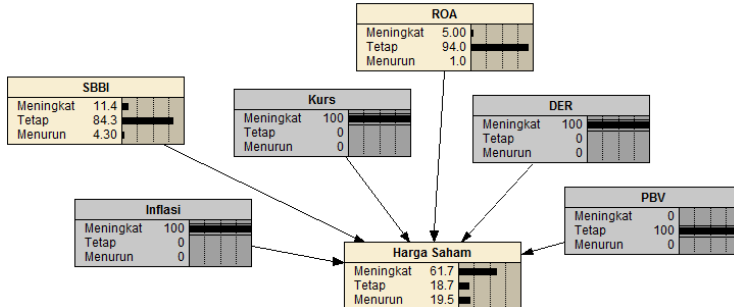 ROA
Meningkat 5.00
Tetap 94.0
Menurun 1.0
SBBI
Meningkat 11.4
Tetap 84.3
Menurun 4.30
Kurs
Meningkat 100
Tetap 0
Menurun 0
DER
Meningkat 100
Tetap 0
Menurun 0
Inflasi
Meningkat 100
Tetap 0
Menurun 0
PBV
Meningkat 0
Tetap 100
Menurun 0
Harga Saham
Meningkat 61.7
Tetap 18.7
Menurun 19.5